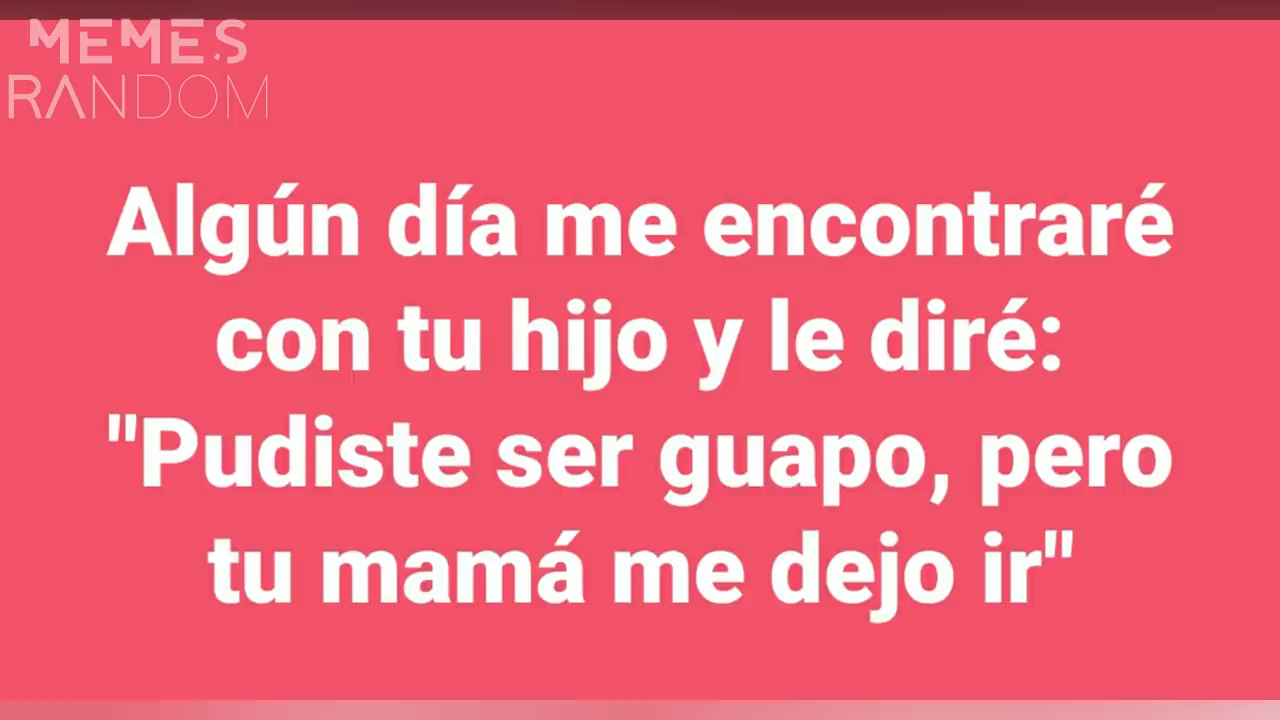 MEMES
RANDOM
Algún día me encontraré
con tu hijo y le diré:
"Pudiste ser guapo, pero
tu mamá me dejo ir"